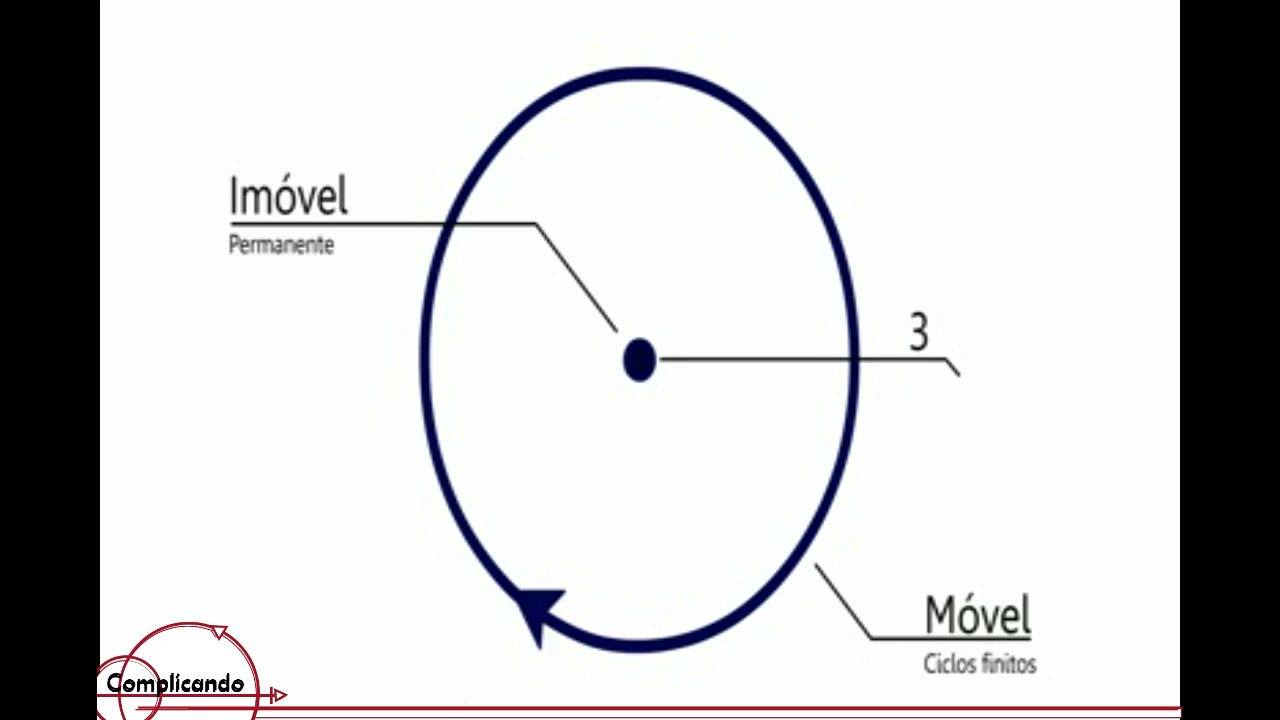 Imóvel
Permanente
3
Móvel
Ciclos finitos
Complicando